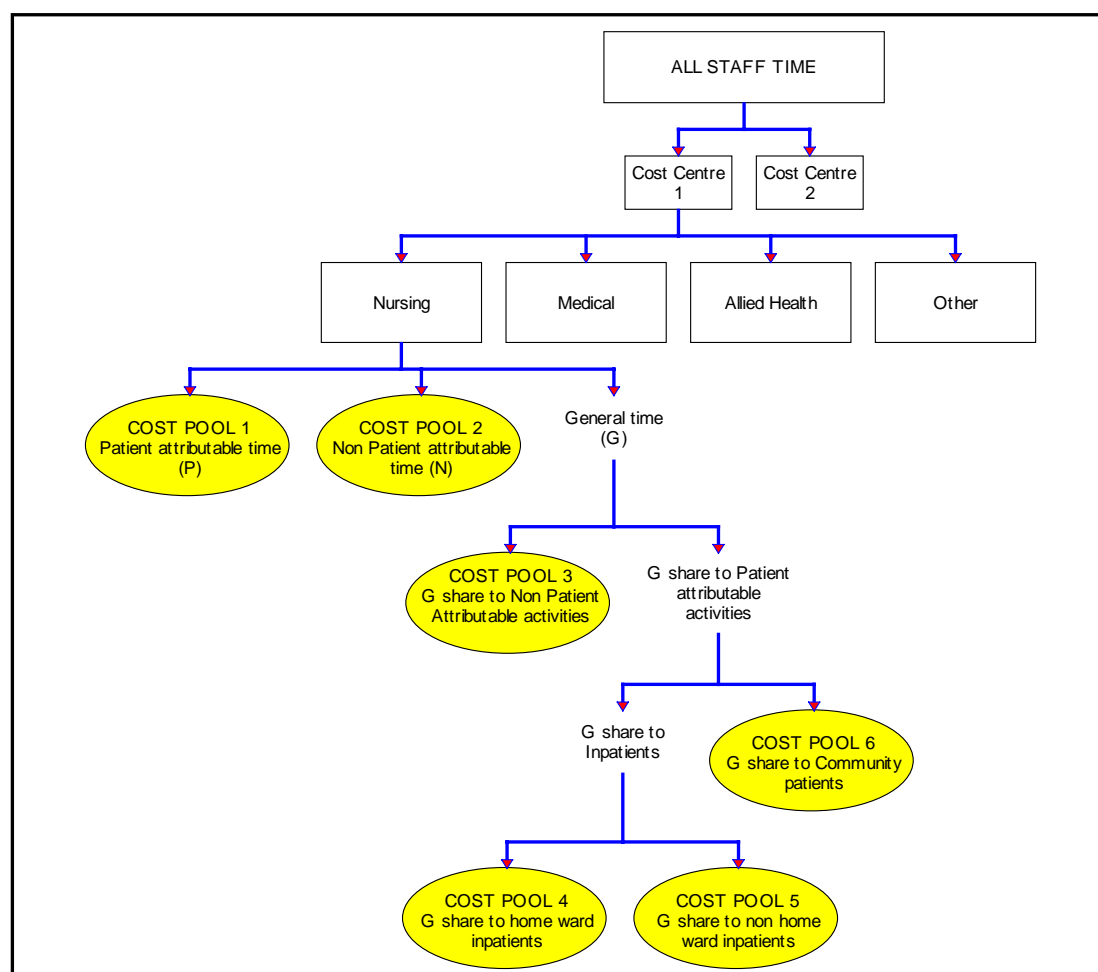 ALL STAFF TIME
Cost Centre
1
Cost Centre
2
Nursing
Medical
Allied Health
Other
COST POOL 1
Patient attributable time
(P)
COST POOL 2
Non Patient attributable
time (N)
General time
(G)
COST POOL 3
G share to Non Patient
Attributable activities
G share to Patient
attributable
activities
G share to
Inpatients
COST POOL 6
G share to Community
patients
COST POOL 4
G share to home ward
inpatients
COST POOL 5
G share to non home
ward inpatients